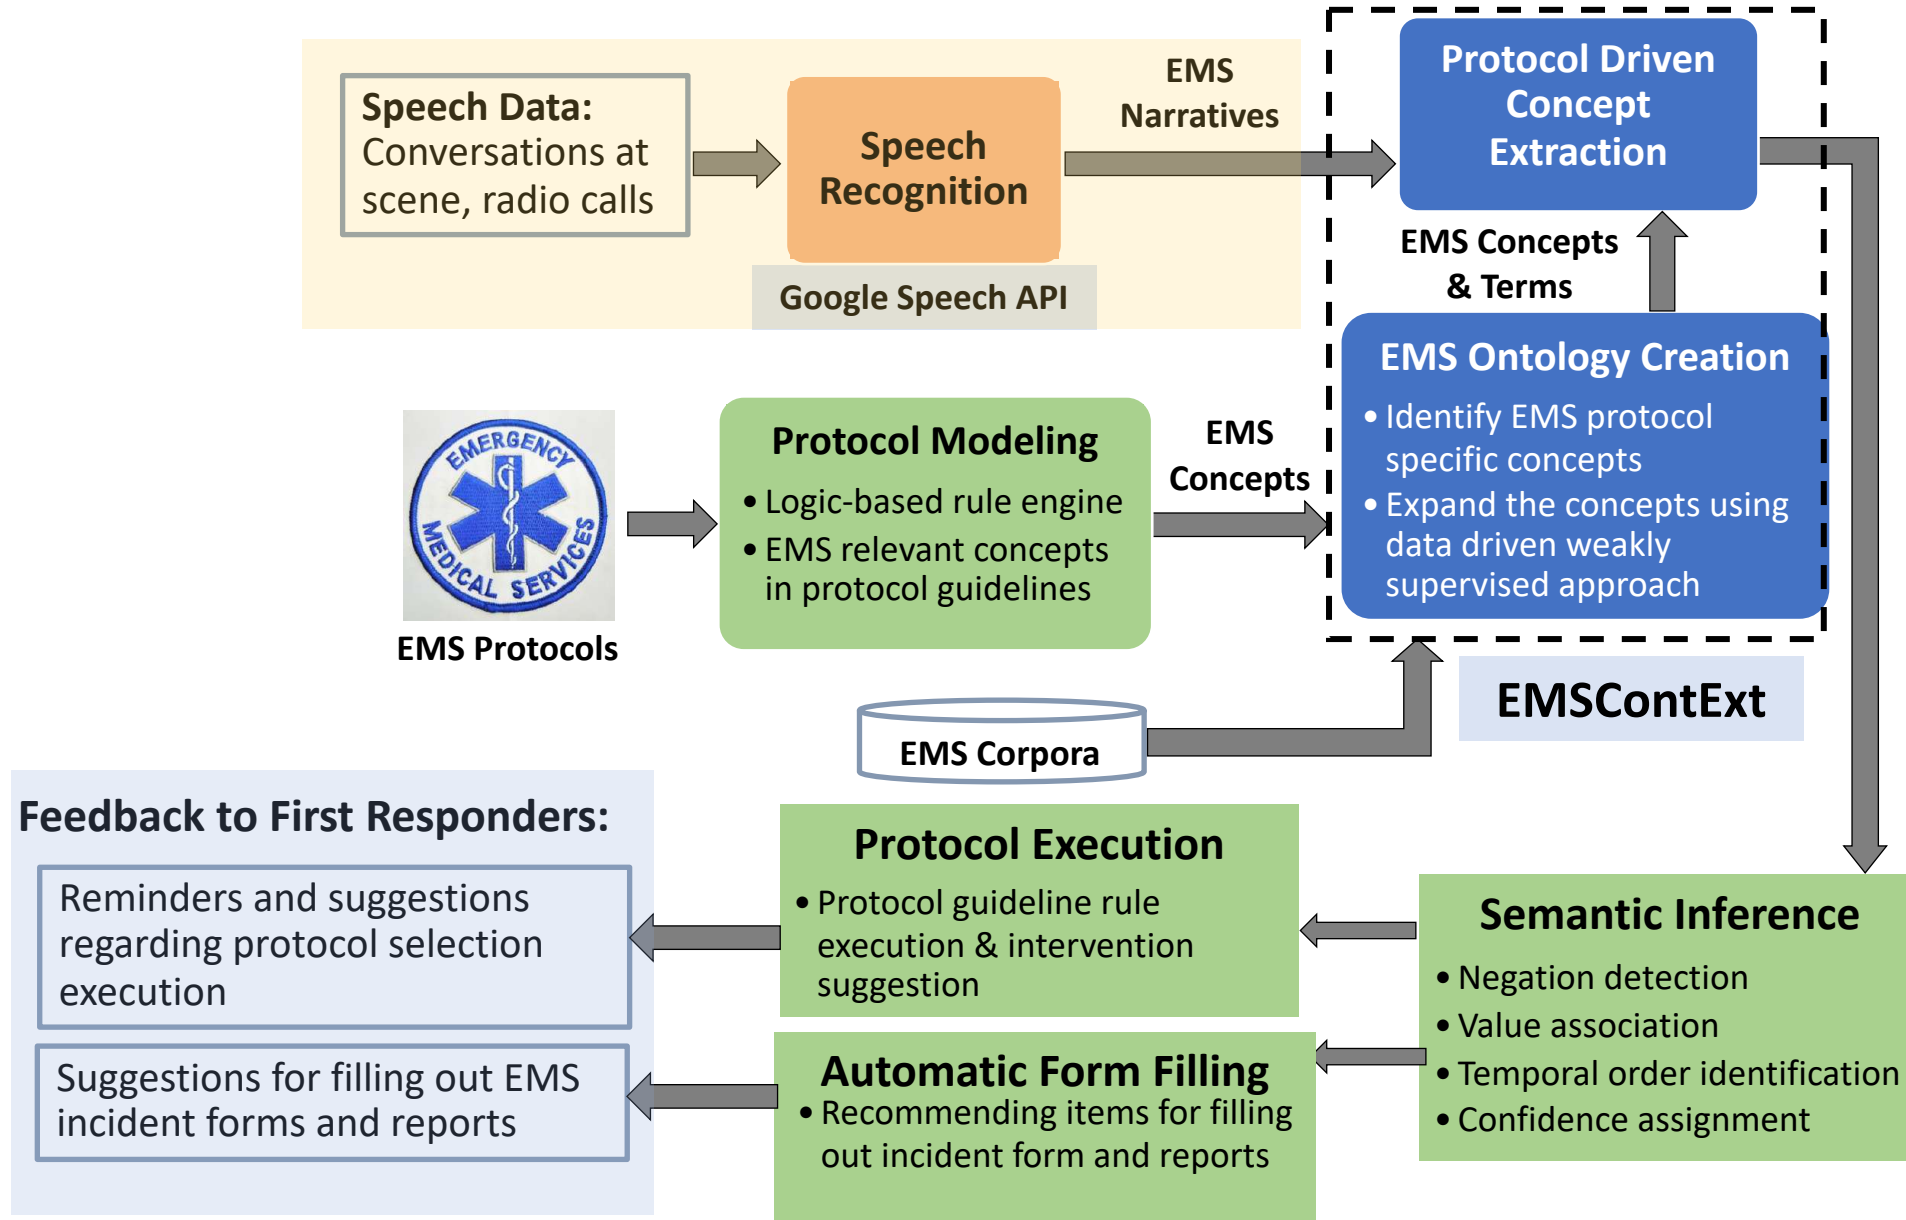 Speech Data:
Conversations at
scene, radio calls
Speech
Recognition
Google Speech API
EMS
Narratives
Protocol Driven
Concept
Extraction
EMS Concepts
& Terms
EMS Ontology Creation
• Identify EMS protocol
specific concepts
• Expand the concepts using
data driven weakly
supervised approach
EMERGENCY
MEDICAL SERVICES
EMS Protocols
Protocol Modeling
• Logic-based rule engine
• EMS relevant concepts
in protocol guidelines
EMS
Concepts
EMSContExt
EMS Corpora
Feedback to First Responders:
Reminders and suggestions
regarding protocol selection
execution
Suggestions for filling out EMS
incident forms and reports
Protocol Execution
• Protocol guideline rule
execution & intervention
suggestion
Automatic Form Filling
• Recommending items for filling
out incident form and reports
Semantic Inference
• Negation detection
• Value association
• Temporal order identification
• Confidence assignment